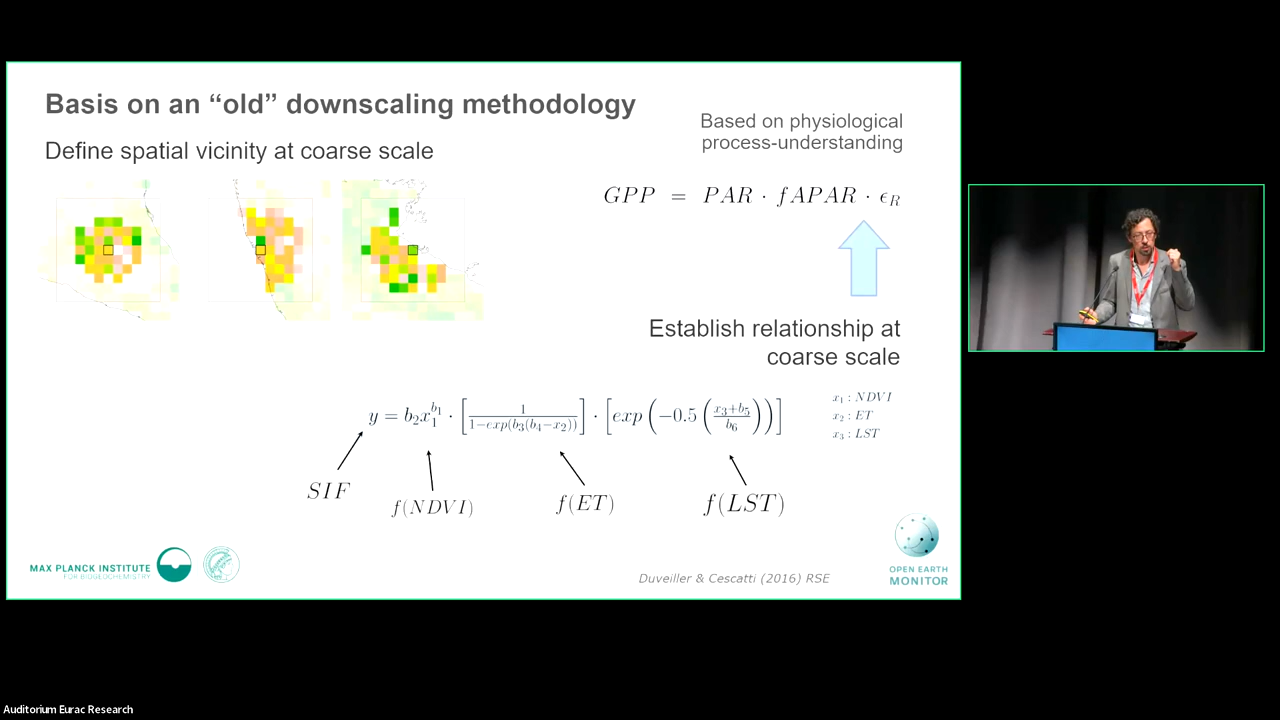 Basis on an “old” downscaling methodology
Define spatial vicinity at coarse scale
Based on physiological
process-understanding
GPP = PAR · fAPAR · ϵ_R
Establish relationship at
coarse scale
y = b_2 x_1^{b_1} · [1 / (1−exp(b_3(b_4−x_2)))] · [exp(−0.5((x_3+b_5)/b_6))]
x_1 : NDVI
x_2 : ET
x_3 : LST
SIF
f(NDVI)
f(ET)
f(LST)
MAX PLANCK INSTITUTE
FOR BIOGEOCHEMISTRY
Duveiller & Cescatti (2016) RSE
OPEN EARTH
MONITOR
Auditorium Eurac Research